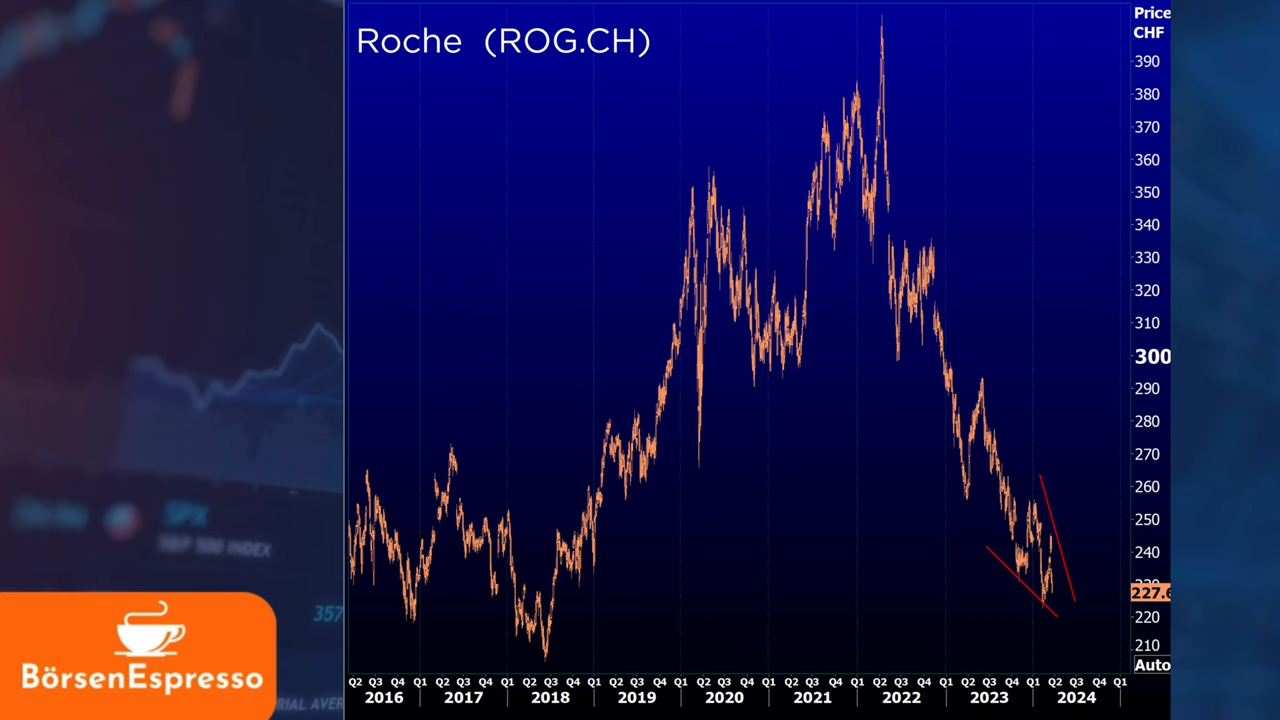 Roche (ROG.CH)
Price
CHF
390
380
370
360
350
340
330
320
310
300
290
280
270
260
250
240
230
227.6
220
210
Auto
Q2 Q3 Q4 Q1 Q2 Q3 Q4 Q1 Q2 Q3 Q4 Q1 Q2 Q3 Q4 Q1 Q2 Q3 Q4 Q1 Q2 Q3 Q4 Q1 Q2 Q3 Q4 Q1 Q2 Q3 Q4 Q1 Q2 Q3 Q4 Q1
2016 2017 2018 2019 2020 2021 2022 2023 2024
SPX
S&P 500 INDEX
357
BörsenEspresso